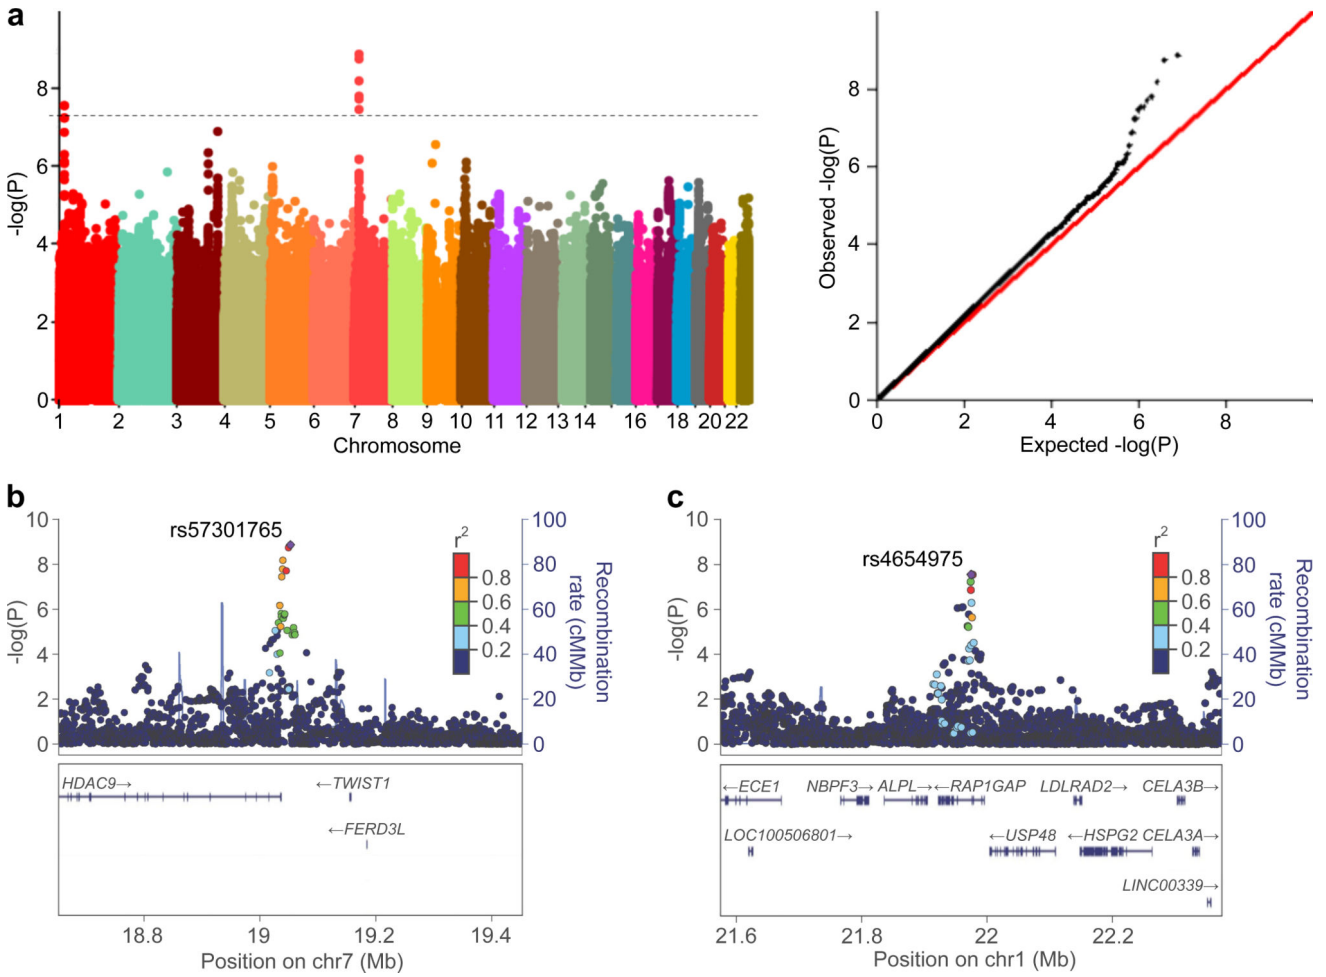 a
-log(P)
8
6
4
2
0
1 2 3 4 5 6 7 8 9 10 11 12 13 14 16 18 20 22
Chromosome
Observed -log(P)
8
6
4
2
0
0 2 4 6 8
Expected -log(P)
b
rs57301765
-log(P)
10
8
6
4
2
0
r2
0.8
0.6
0.4
0.2
100
80
60
40
20
0
Recombination
rate (cMMb)
HDAC9→
←TWIST1
←FERD3L
18.8 19 19.2 19.4
Position on chr7 (Mb)
c
rs4654975
-log(P)
10
8
6
4
2
0
r2
0.8
0.6
0.4
0.2
100
80
60
40
20
0
Recombination
rate (cMMb)
←ECE1 NBPF3→ ALPL→ ←RAP1GAP LDLRAD2→ CELA3B→
LOC100506801→ ←USP48 ←HSPG2 CELA3A→
LINC00339→
21.6 21.8 22 22.2
Position on chr1 (Mb)